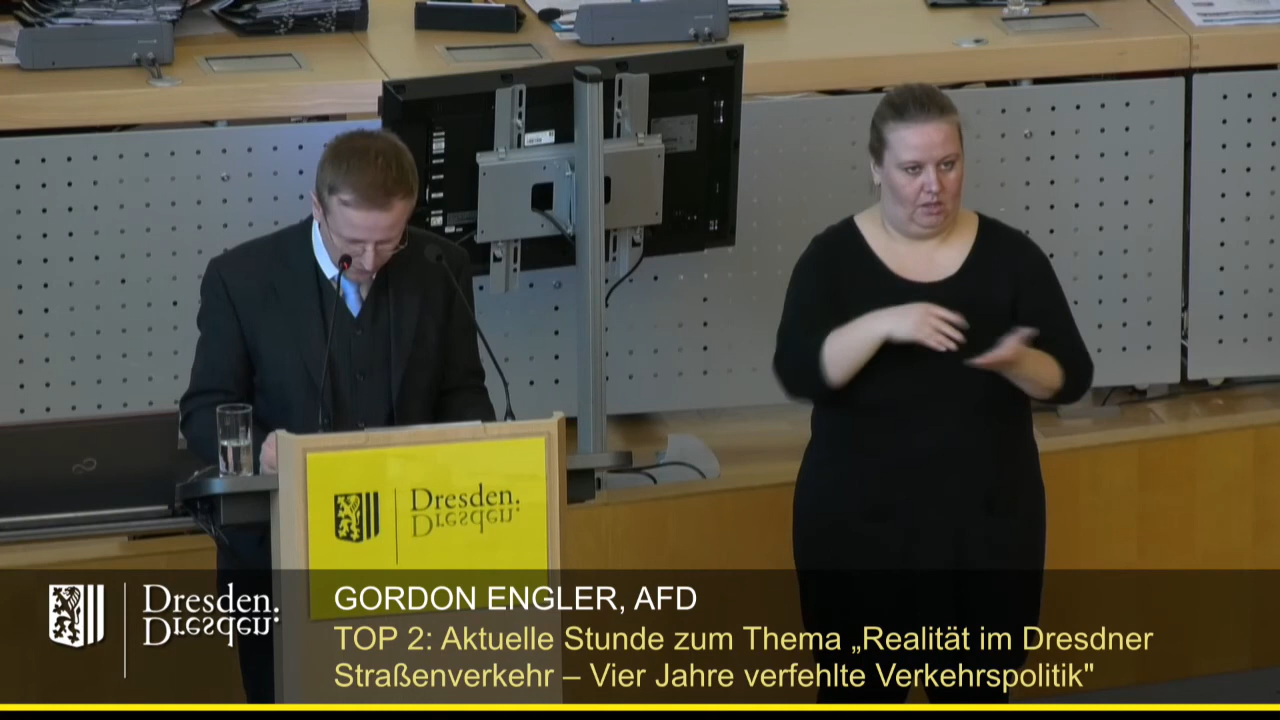 Dresden.
Dresden.
Dresden.
Dresden.
GORDON ENGLER, AFD
TOP 2: Aktuelle Stunde zum Thema „Realität im Dresdner
Straßenverkehr – Vier Jahre verfehlte Verkehrspolitik"